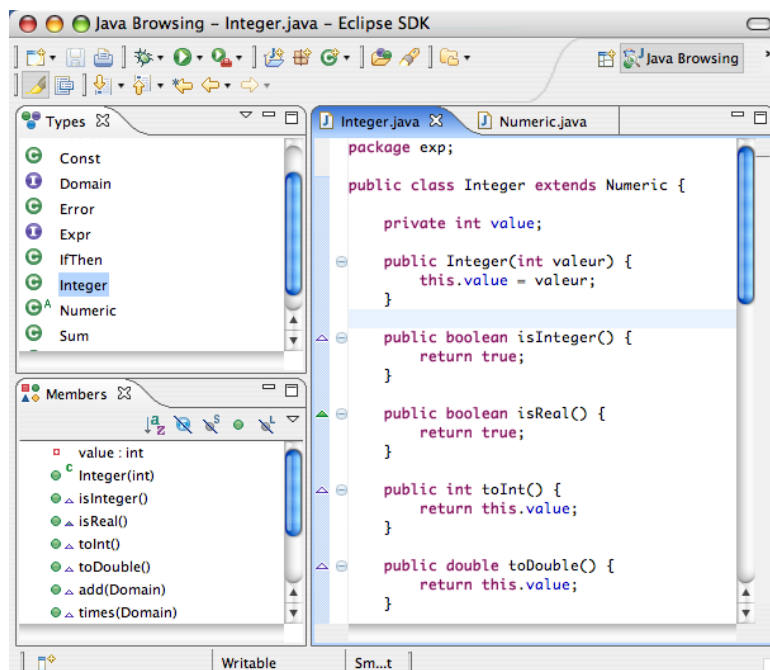 Java Browsing - Integer.java - Eclipse SDK
Java Browsing
Types
Const
Domain
Error
Expr
IfThen
Integer
Numeric
Sum
Members
value : int
Integer(int)
isInteger()
isReal()
toInt()
toDouble()
add(Domain)
times(Domain)
Integer.java
Numeric.java
package exp;
public class Integer extends Numeric {
private int value;
public Integer(int valeur) {
this.value = valeur;
}
public boolean isInteger() {
return true;
}
public boolean isReal() {
return true;
}
public int toInt() {
return this.value;
}
public double toDouble() {
return this.value;
}
Writable
Sm...t